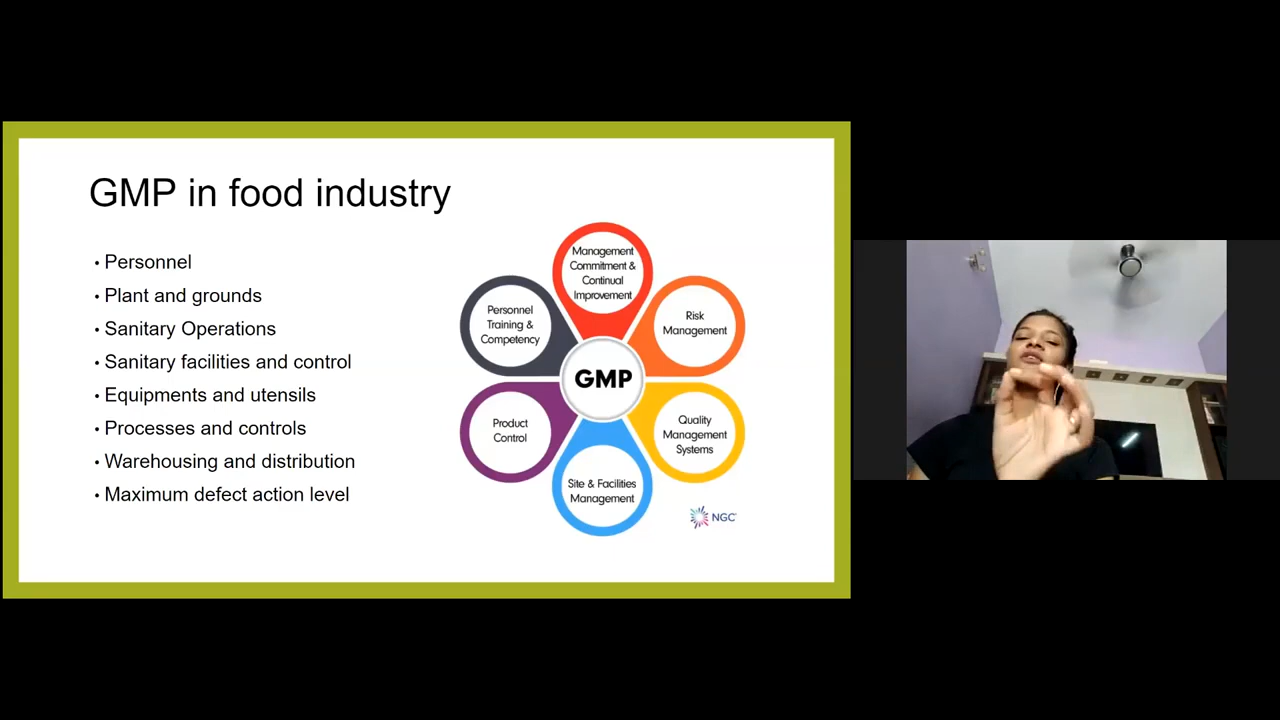 GMP in food industry
• Personnel
• Plant and grounds
• Sanitary Operations
• Sanitary facilities and control
• Equipments and utensils
• Processes and controls
• Warehousing and distribution
• Maximum defect action level
Management
Commitment &
Continual
Improvement
Personnel
Training &
Competency
Risk
Management
GMP
Product
Control
Quality
Management
Systems
Site & Facilities
Management
NGC